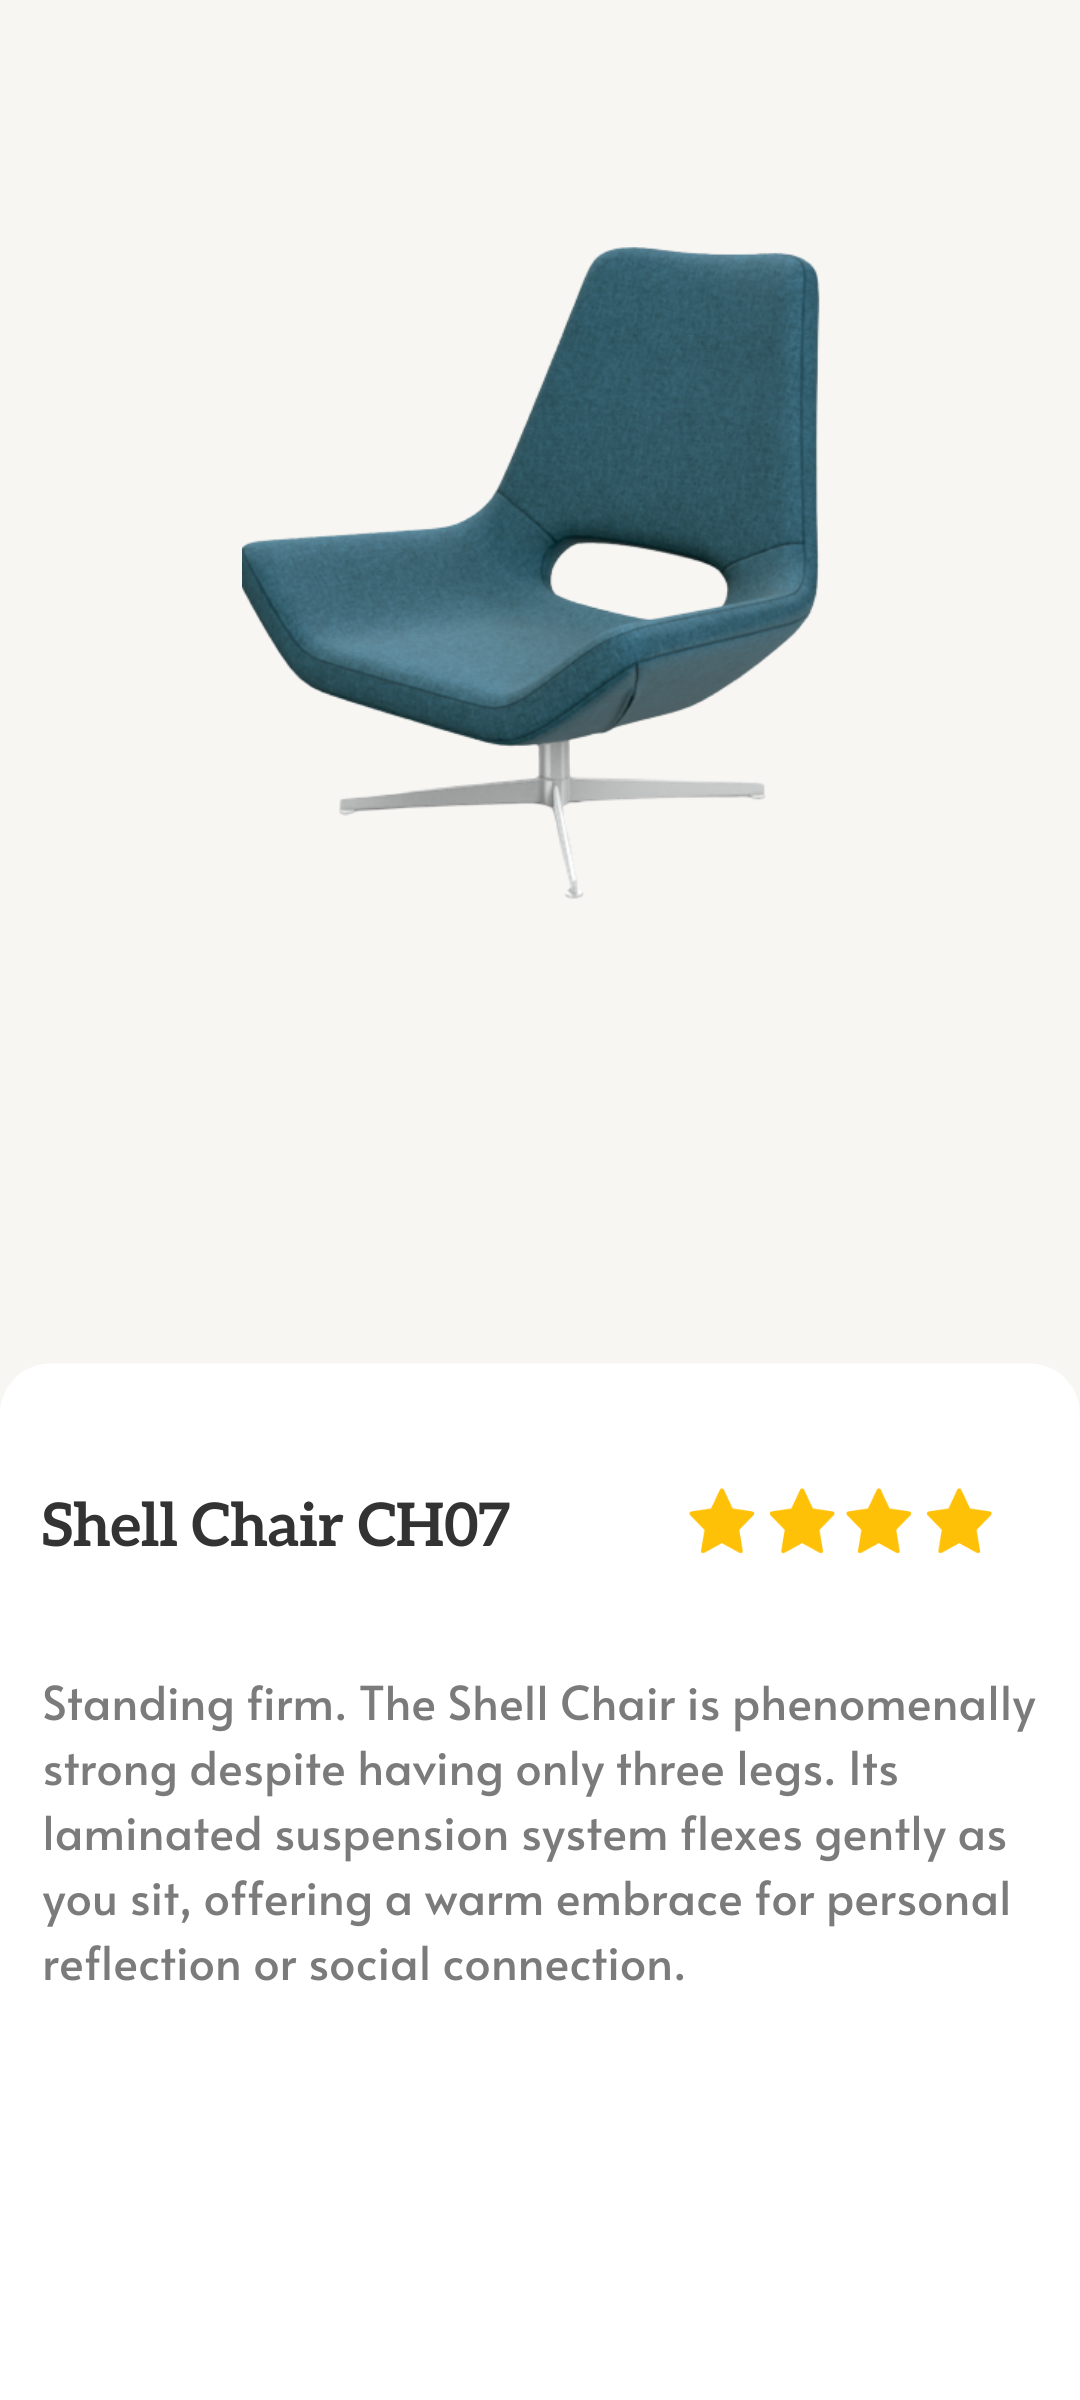 Shell Chair CH07
Standing firm. The Shell Chair is phenomenally
strong despite having only three legs. Its
laminated suspension system flexes gently as
you sit, offering a warm embrace for personal
reflection or social connection.